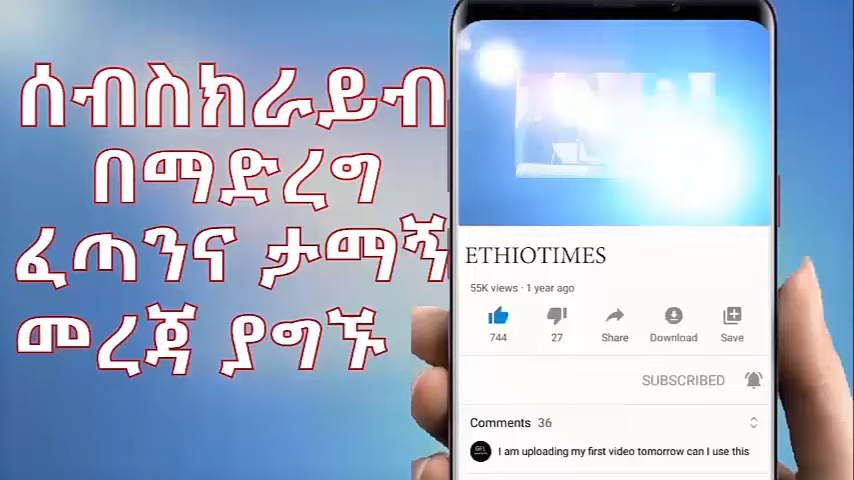 ሰብስክራይብ
በማድረግ
ፈጣንና ታማኝ
መረጃ ያግኙ
ETHIOTIMES
55K views · 1 year ago
744 27 Share Download Save
SUBSCRIBED
Comments 36
I am uploading my first video tomorrow can I use this